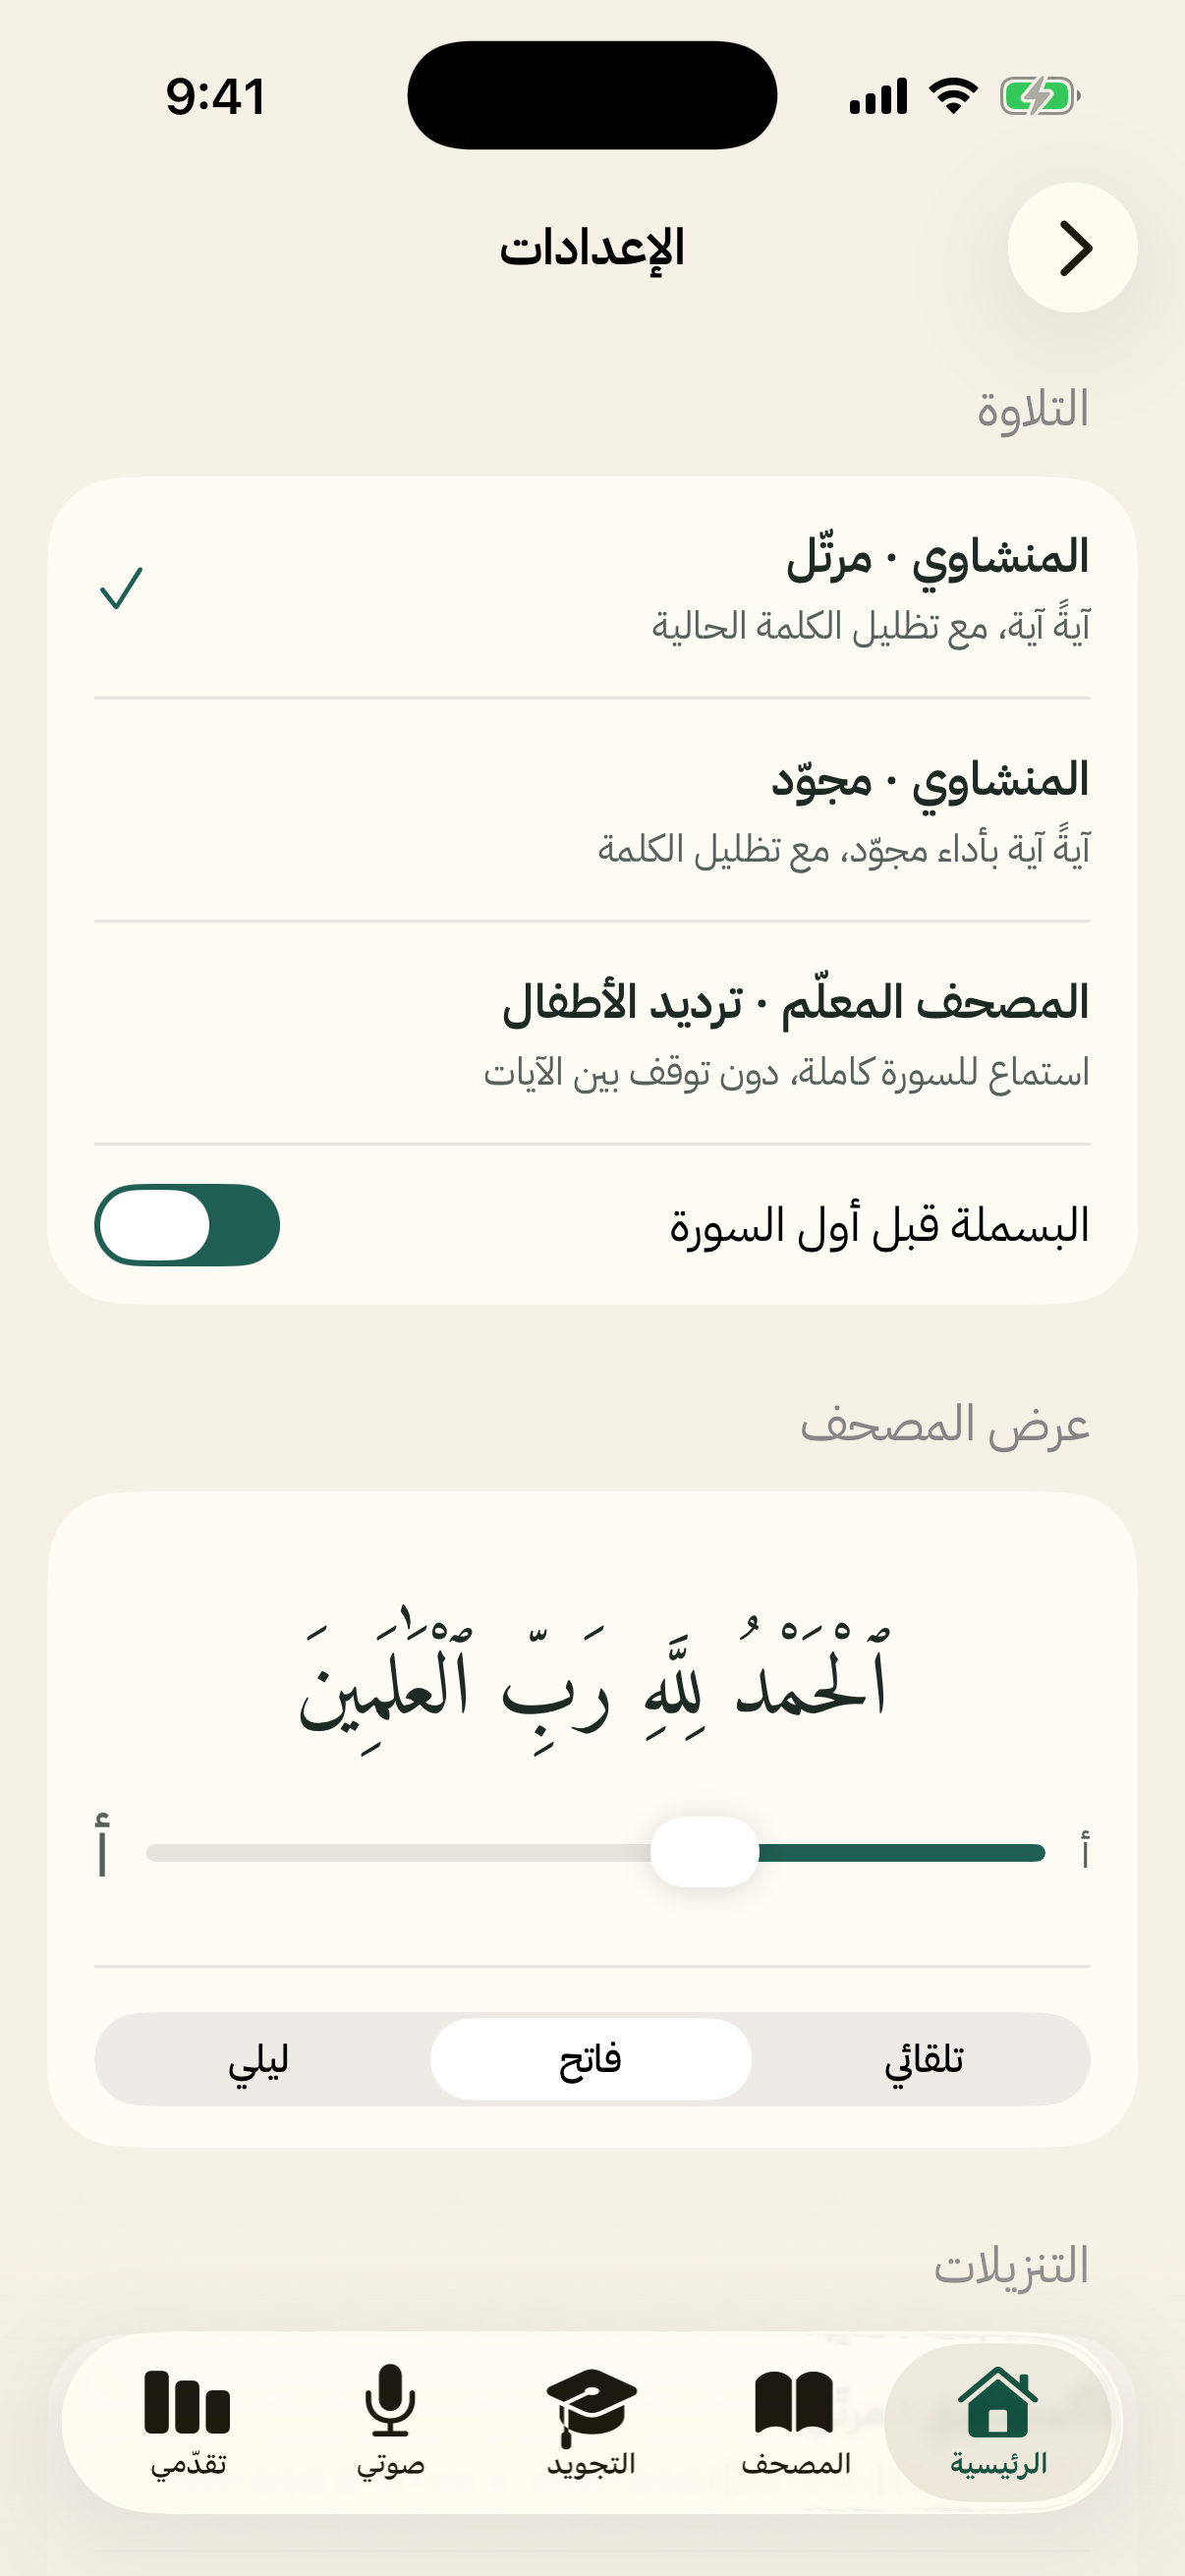 9:41
الإعدادات
التلاوة
المنشاوي · مرتّل
آيةً آية، مع تظليل الكلمة الحالية
المنشاوي · مجوّد
آيةً آية بأداء مجوّد، مع تظليل الكلمة
المصحف المعلّم · ترديد الأطفال
استماع للسورة كاملة، دون توقف بين الآيات
البسملة قبل أول السورة
عرض المصحف
ٱلْحَمْدُ لِلَّهِ رَبِّ ٱلْعَٰلَمِينَ
أ أ
تلقائي فاتح ليلي
التنزيلات
الرئيسية المصحف التجويد صوتي تقدّمي